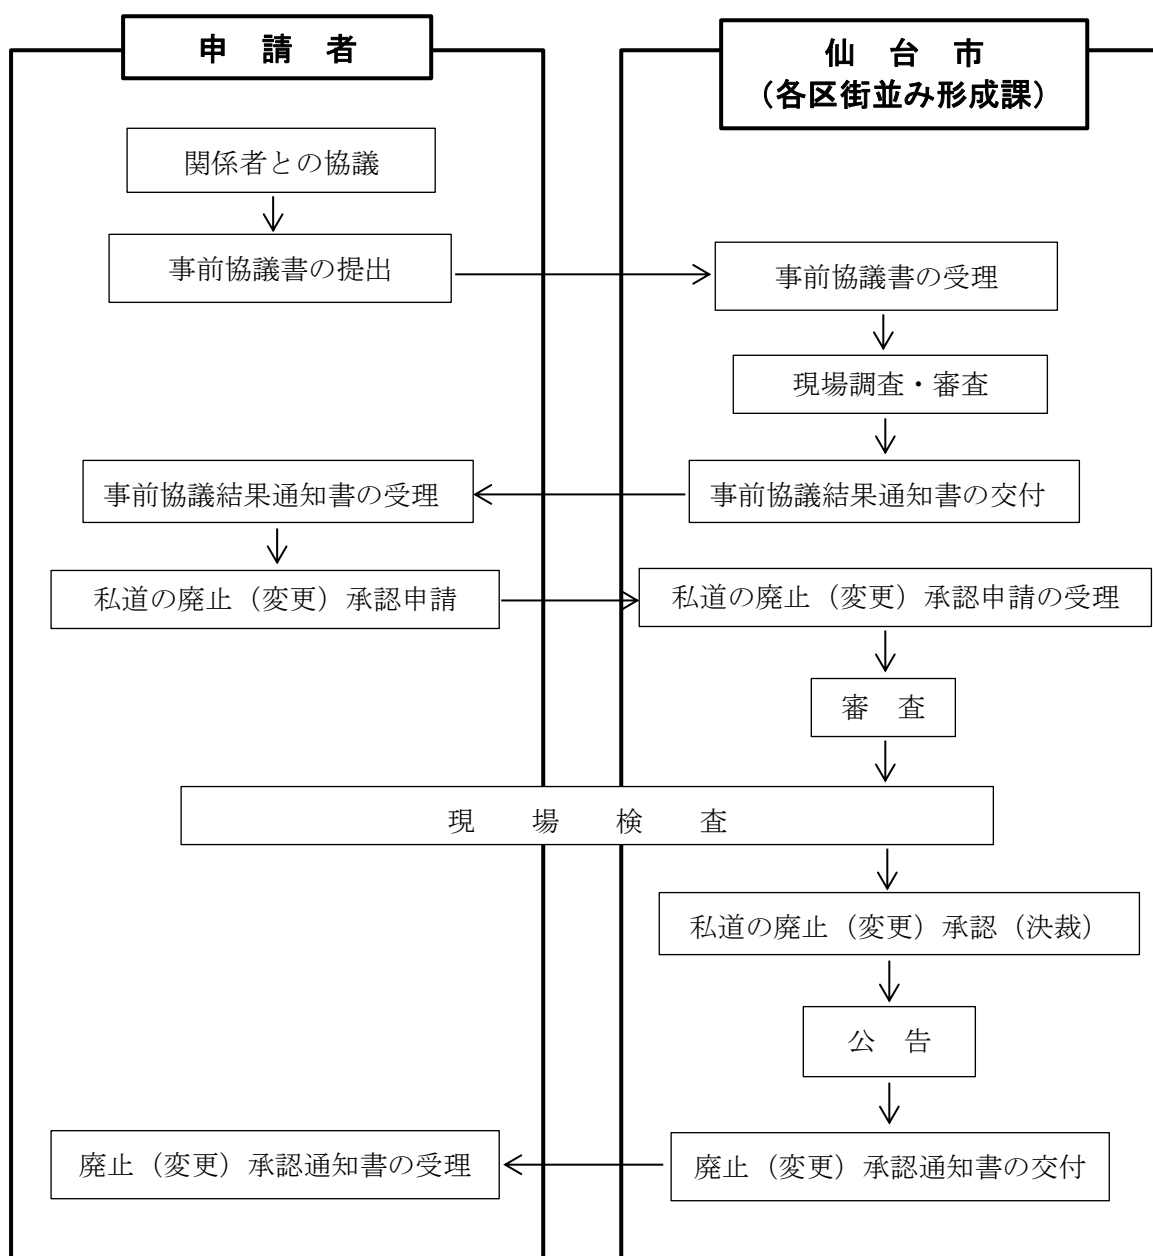 申　請　者
仙　台　市
（各区街並み形成課）
関係者との協議
事前協議書の提出
事前協議書の受理
現場調査・審査
事前協議結果通知書の受理
事前協議結果通知書の交付
私道の廃止（変更）承認申請
私道の廃止（変更）承認申請の受理
審　査
現　場　検　査
私道の廃止（変更）承認（決裁）
公　告
廃止（変更）承認通知書の受理
廃止（変更）承認通知書の交付